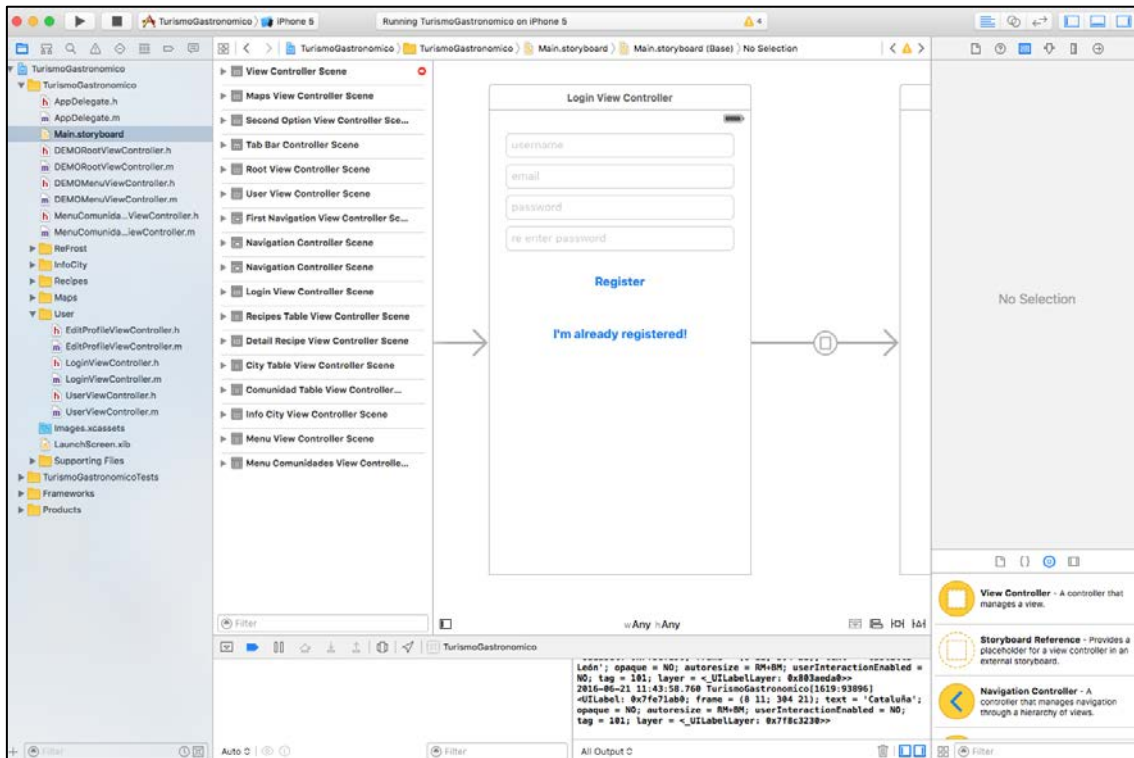 TurismoGastronomico
iPhone 5
Running TurismoGastronomico on iPhone 5
4
TurismoGastronomico
TurismoGastronomico
AppDelegate.h
AppDelegate.m
Main.storyboard
DEMORootViewController.h
DEMORootViewController.m
DEMOMenuViewController.h
DEMOMenuViewController.m
MenuComunida...ViewController.h
MenuComunida...iewController.m
ReFrost
InfoCity
Recipes
Maps
User
EditProfileViewController.h
EditProfileViewController.m
LoginViewController.h
LoginViewController.m
UserViewController.h
UserViewController.m
Images.xcassets
LaunchScreen.xib
Supporting Files
TurismoGastronomicoTests
Frameworks
Products
Filter
TurismoGastronomico
TurismoGastronomico
Main.storyboard
Main.storyboard (Base)
No Selection
View Controller Scene
Maps View Controller Scene
Second Option View Controller Sce...
Tab Bar Controller Scene
Root View Controller Scene
User View Controller Scene
First Navigation View Controller Sc...
Navigation Controller Scene
Navigation Controller Scene
Login View Controller Scene
Recipes Table View Controller Scene
Detail Recipe View Controller Scene
City Table View Controller Scene
Comunidad Table View Controller...
Info City View Controller Scene
Menu View Controller Scene
Menu Comunidades View Controlle...
Filter
Login View Controller
username
email
password
re enter password
Register
I'm already registered!
wAny hAny
TurismoGastronomico
León'; opaque = NO; autoresize = RM+BM; userInteractionEnabled =
NO; tag = 101; layer = <_UILabelLayer: 0x803aeda0>>
2016-06-21 11:43:58.760 TurismoGastronomico[1619:93896]
<UILabel: 0x7fe71ab0; frame = (8 11; 304 21); text = 'Cataluña';
opaque = NO; autoresize = RM+BM; userInteractionEnabled = NO;
tag = 101; layer = <_UILabelLayer: 0x7f8c3230>>
Auto
Filter
All Output
No Selection
View Controller - A controller that
manages a view.
Storyboard Reference - Provides a
placeholder for a view controller in an
external storyboard.
Navigation Controller - A
controller that manages navigation
through a hierarchy of views.
Filter